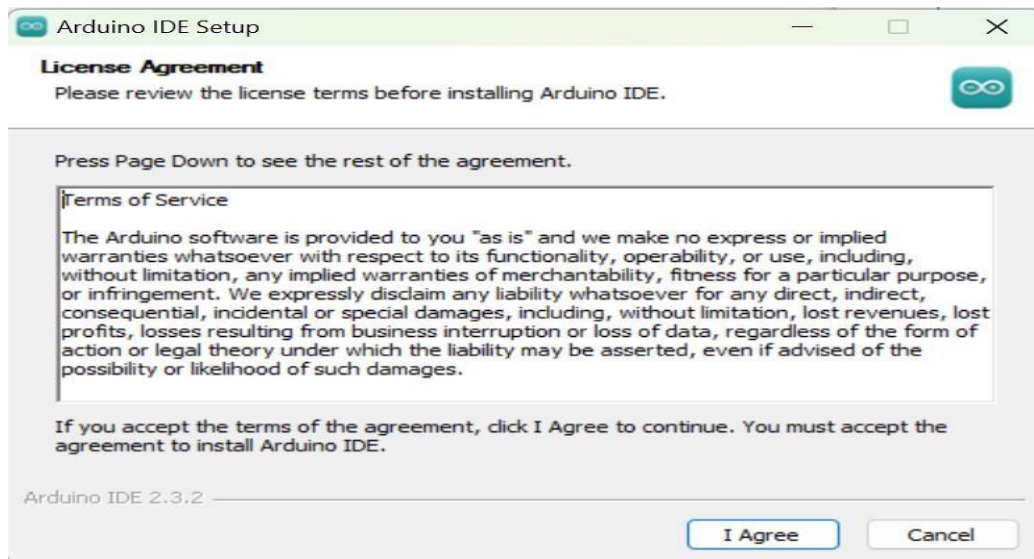 Arduino IDE Setup
License Agreement
Please review the license terms before installing Arduino IDE.
Press Page Down to see the rest of the agreement.
Terms of Service
The Arduino software is provided to you "as is" and we make no express or implied
warranties whatsoever with respect to its functionality, operability, or use, including,
without limitation, any implied warranties of merchantability, fitness for a particular purpose,
or infringement. We expressly disclaim any liability whatsoever for any direct, indirect,
consequential, incidental or special damages, including, without limitation, lost revenues, lost
profits, losses resulting from business interruption or loss of data, regardless of the form of
action or legal theory under which the liability may be asserted, even if advised of the
possibility or likelihood of such damages.
If you accept the terms of the agreement, click I Agree to continue. You must accept the
agreement to install Arduino IDE.
Arduino IDE 2.3.2
I Agree
Cancel